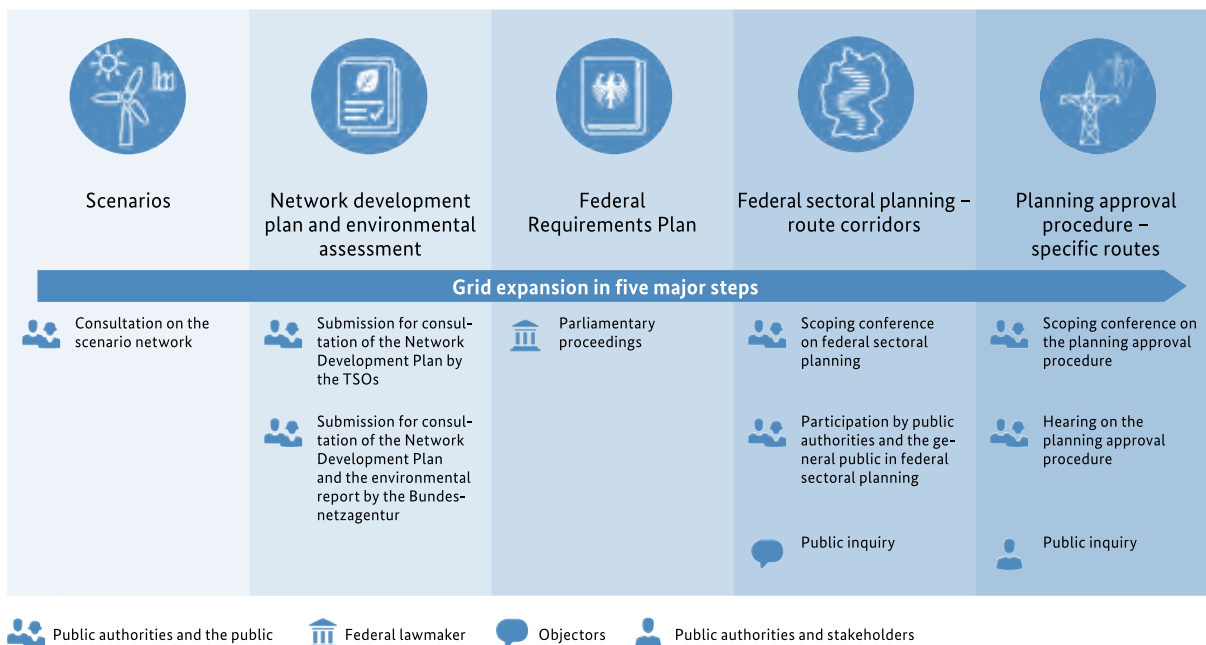 Scenarios
Network development
plan and environmental
assessment
Federal
Requirements Plan
Federal sectoral planning –
route corridors
Planning approval
procedure –
specific routes
Grid expansion in five major steps
Consultation on the
scenario network
Submission for consul-
tation of the Network
Development Plan by
the TSOs
Submission for consul-
tation of the Network
Development Plan
and the environmental
report by the Bundes-
netzagentur
Parliamentary
proceedings
Scoping conference
on federal sectoral
planning
Participation by public
authorities and the ge-
neral public in federal
sectoral planning
Public inquiry
Scoping conference on
the planning approval
procedure
Hearing on the
planning approval
procedure
Public inquiry
Public authorities and the public
Federal lawmaker
Objectors
Public authorities and stakeholders